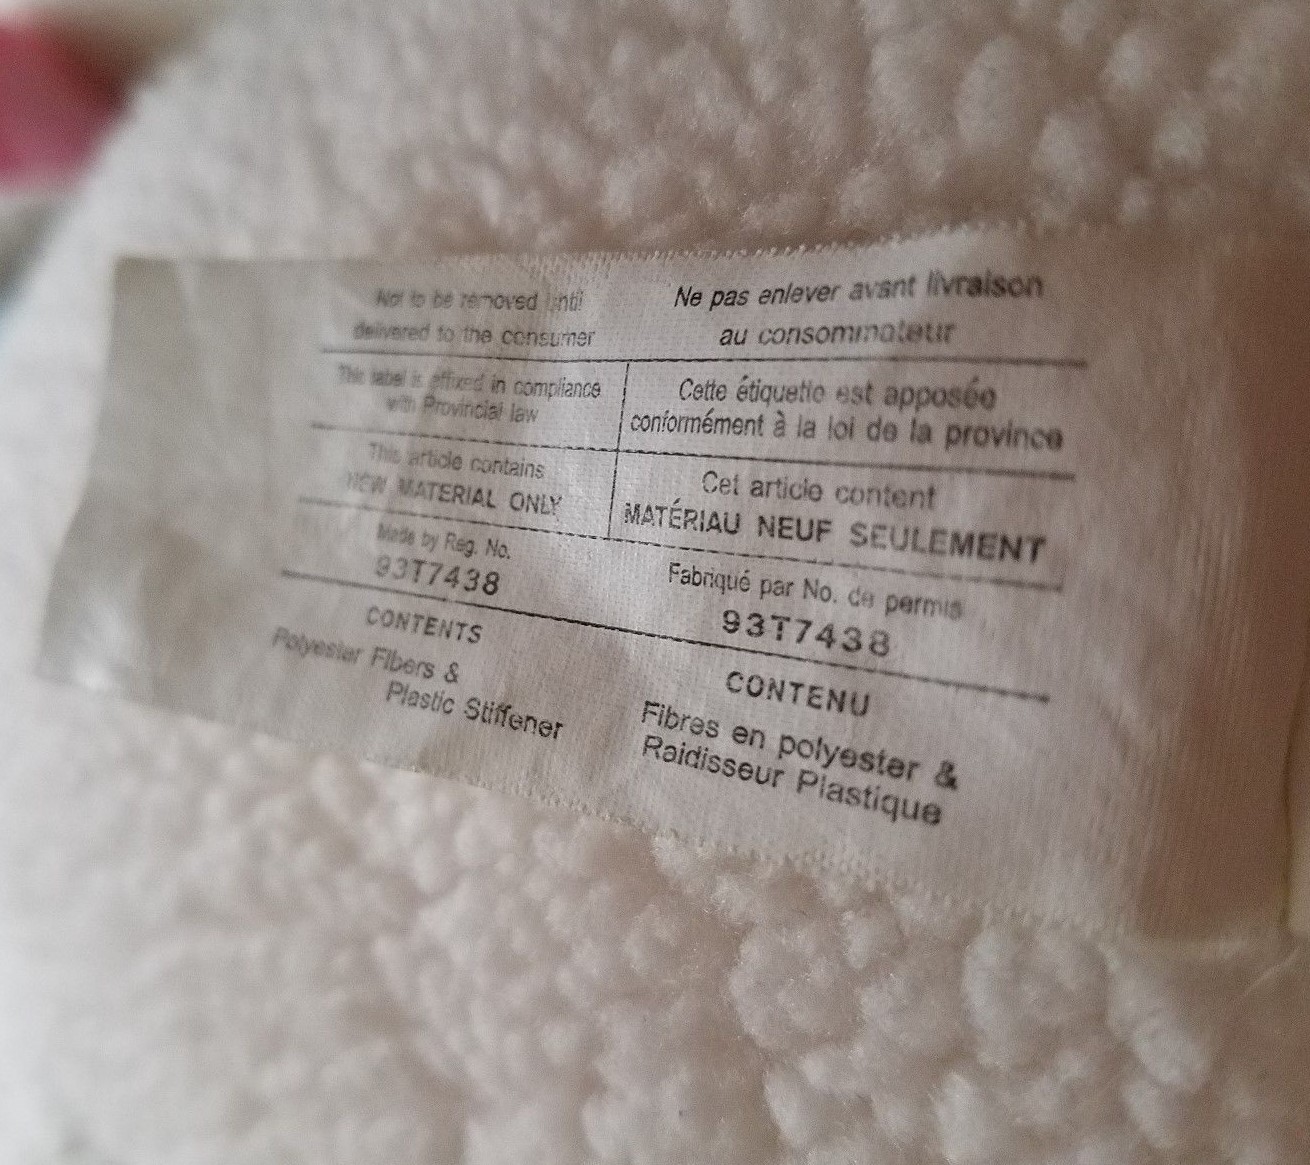 Not to be removed until
delivered to the consumer
Ne pas enlever avant livraison
au consommateur
This label is affixed in compliance
with Provincial law
Cette étiquette est apposée
conformément à la loi de la province
This article contains
NEW MATERIAL ONLY
Cet article content
MATÉRIAU NEUF SEULEMENT
Made by Reg. No.
93T7438
Fabriqué par No. de permis
93T7438
CONTENTS
Polyester Fibers &
Plastic Stiffener
CONTENU
Fibres en polyester &
Raidisseur Plastique